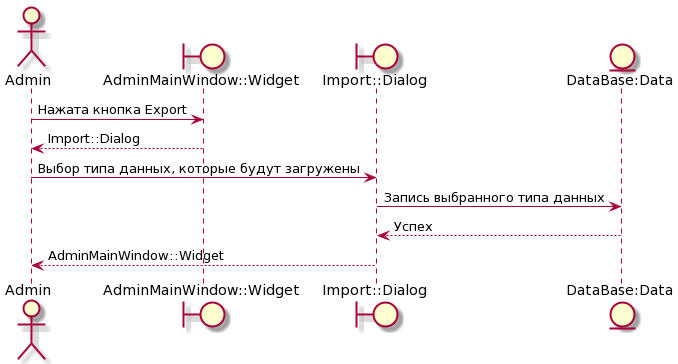 Admin
AdminMainWindow::Widget
Import::Dialog
DataBase:Data
Нажата кнопка Export
Import::Dialog
Выбор типа данных, которые будут загружены
Запись выбранного типа данных
Успех
AdminMainWindow::Widget
Admin
AdminMainWindow::Widget
Import::Dialog
DataBase:Data